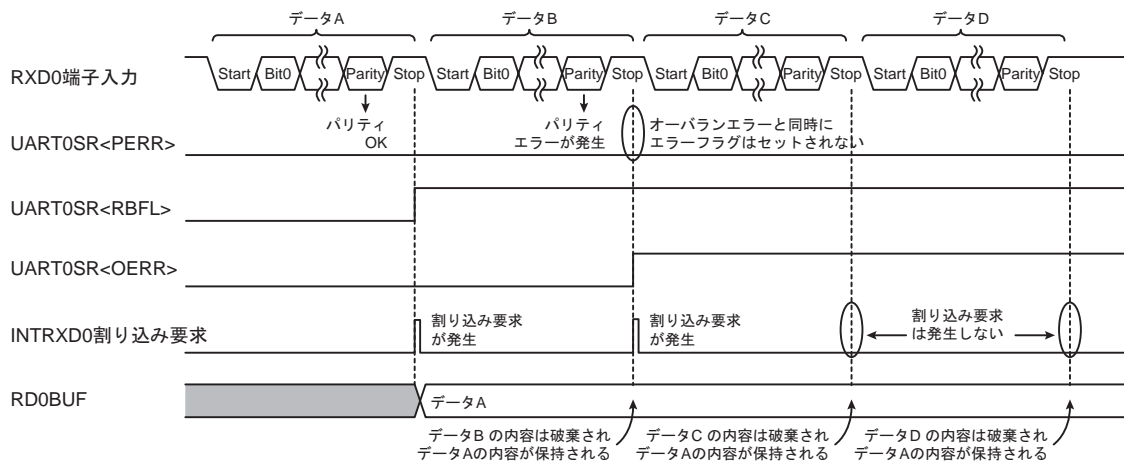 データA データB データC データD
RXD0端子入力 Start Bit0 Parity Stop Start Bit0 Parity Stop Start Bit0 Parity Stop Start Bit0 Parity Stop
パリティ
OK
パリティ
エラーが発生
オーバランエラーと同時に
エラーフラグはセットされない
UART0SR<PERR>
UART0SR<RBFL>
UART0SR<OERR>
INTRXD0割り込み要求
割り込み要求
が発生
割り込み要求
が発生
割り込み要求
は発生しない
RD0BUF
データA
データB の内容は破棄され
データAの内容が保持される
データC の内容は破棄され
データAの内容が保持される
データD の内容は破棄され
データAの内容が保持される